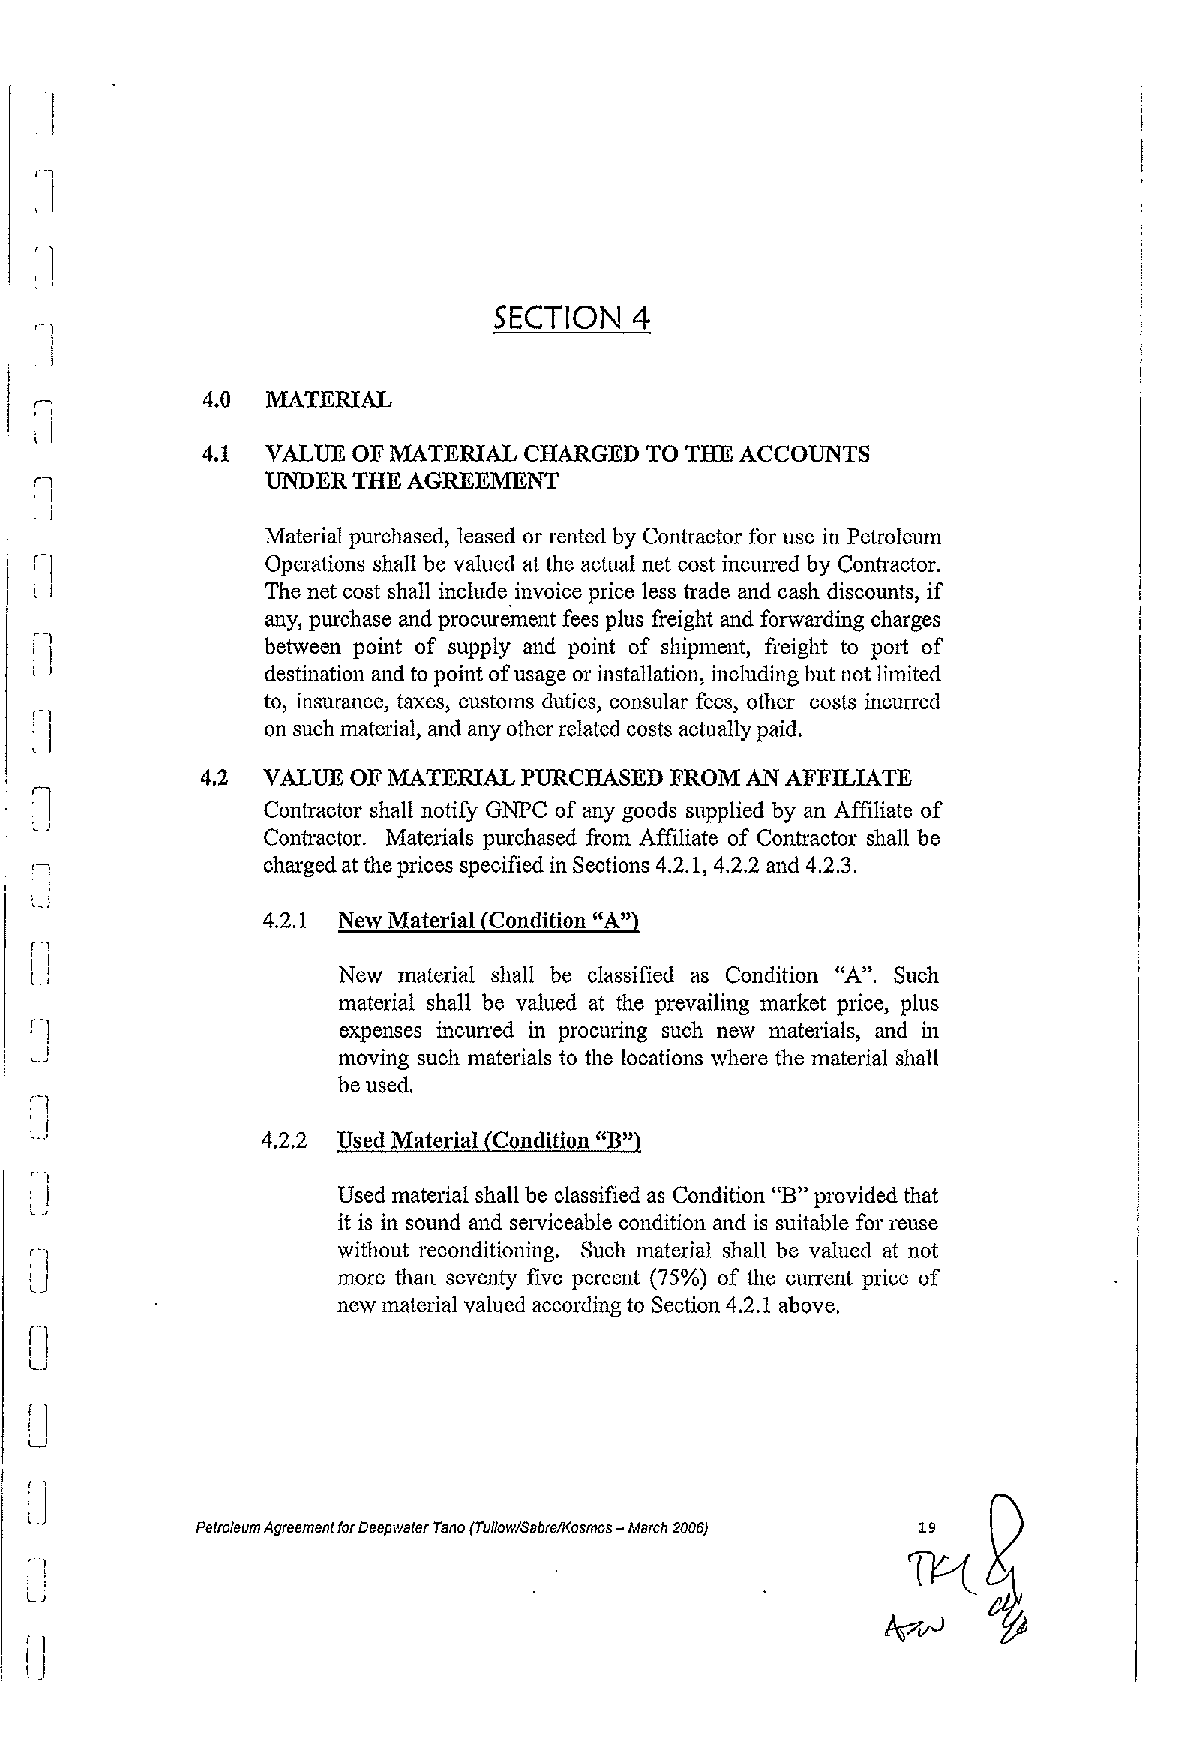 SECTION 4
4.0 MATERIAL
4.1 VALUE OF MATERIAL CHARGED TO THE ACCOUNTS
UNDER THE AGREEMENT
Material purchased, leased or rented by Contractor for use in Petroleum
Operations shall be valued at the actual net cost incurred by Contractor.
The net cost shall include invoice price less trade and cash discounts, if
any, purchase and procurement fees plus freight and forwarding charges
between point of supply and point of shipment, freight to port of
destination and to point of usage or installation, including but not limited
to, insurance, taxes, customs duties, consular fees, other costs incurred
on such material, and any other related costs actually paid.
4.2 VALUE OF MATERIAL PURCHASED FROM AN AFFILIATE
Contractor shall notify GNPC of any goods supplied by an Affiliate of
Contractor. Materials purchased from Affiliate of Contractor shall be
charged at the prices specified in Sections 4.2.1, 4.2.2 and 4.2.3.
4.2.1 New Material (Condition “A”)
New material shall be classified as Condition “A”. Such
material shall be valued at the prevailing market price, plus
expenses incurred in procuring such new materials, and in
moving such materials to the locations where the material shall
be used.
4.2.2 Used Material (Condition “B”)
Used material shall be classified as Condition “B” provided that
it is in sound and serviceable condition and is suitable for reuse
without reconditioning. Such material shall be valued at not
more than seventy five percent (75%) of the current price of
new material valued according to Section 4.2.1 above.
Petroleum Agreement for Deepwater Tano (Tullow/Sabre/Kosmos – March 2006) 19